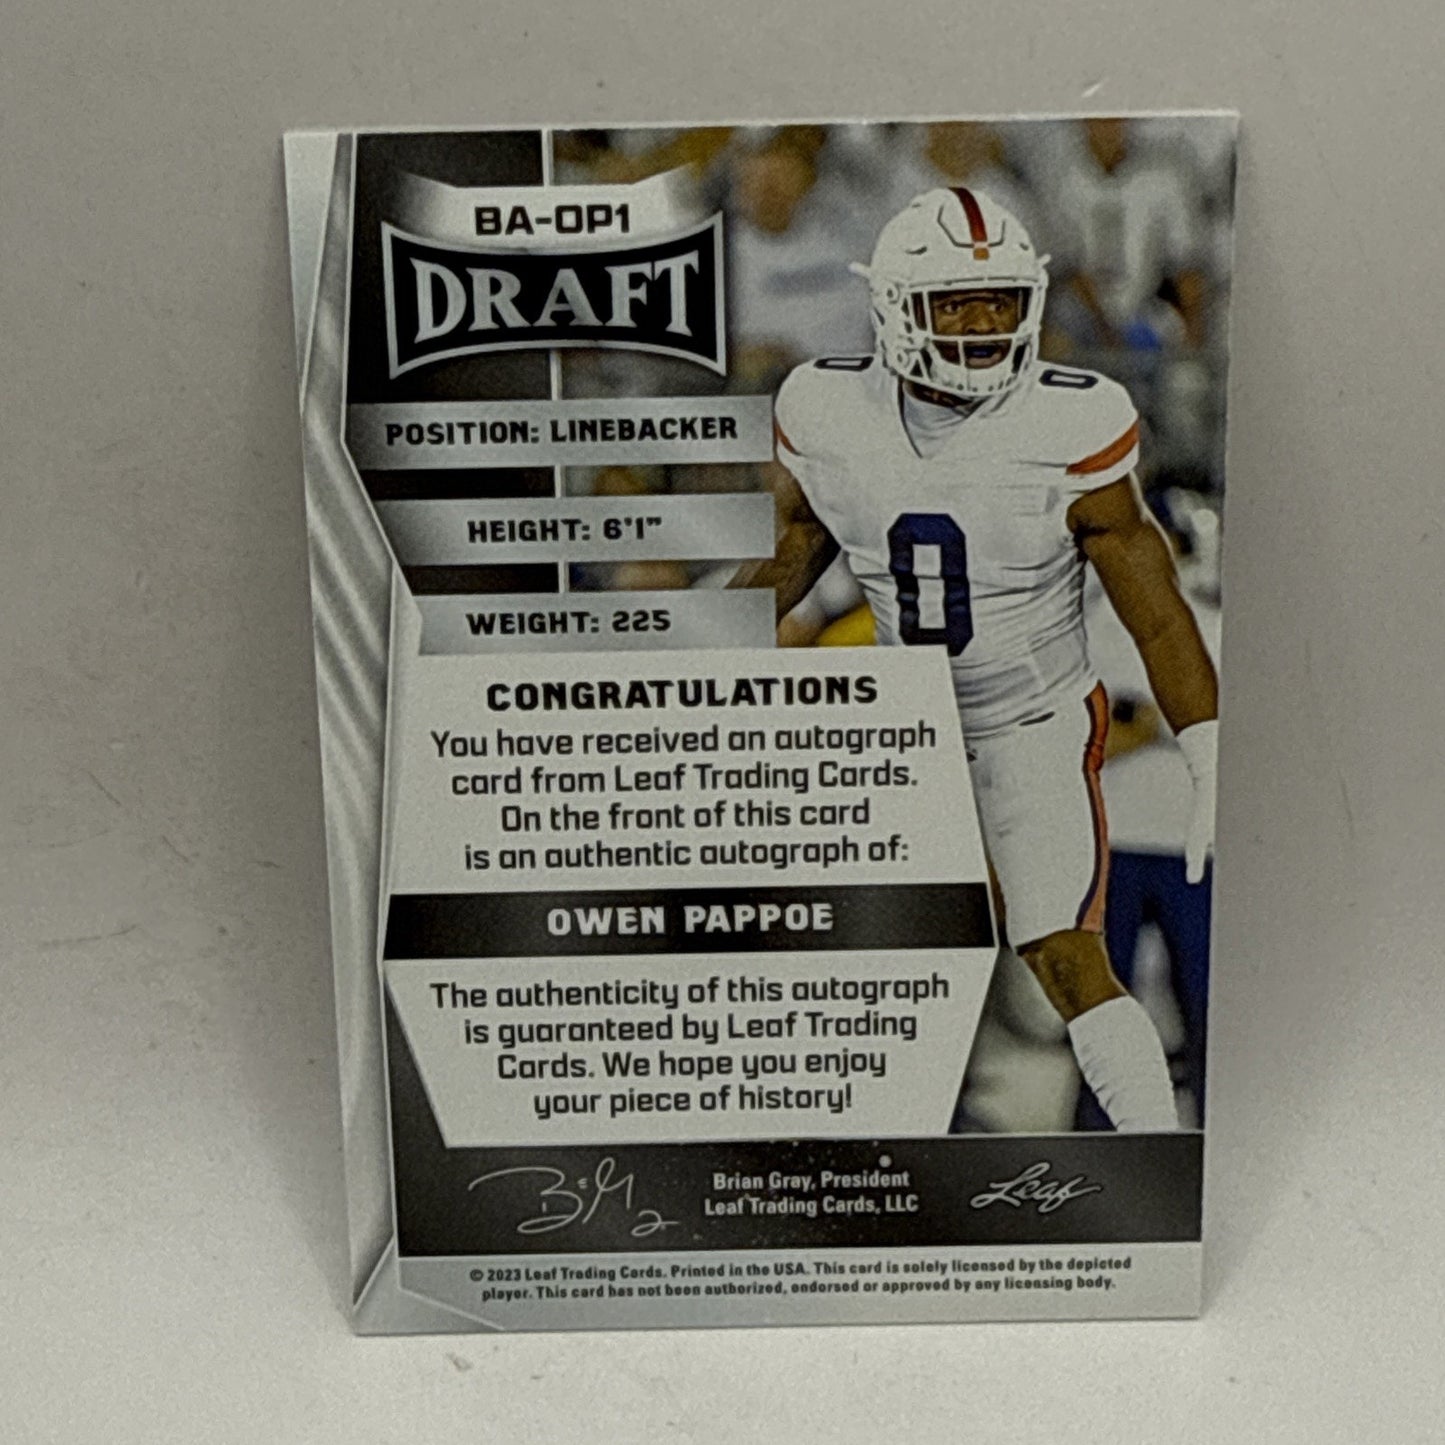 BA-OP1
DRAFT
POSITION: LINEBACKER
HEIGHT: 6'1"
WEIGHT: 225
0
0
0
CONGRATULATIONS
You have received an autograph
card from Leaf Trading Cards.
On the front of this card
is an authentic autograph of:
OWEN PAPPOE
The authenticity of this autograph
is guaranteed by Leaf Trading
Cards. We hope you enjoy
your piece of history!
Brian Gray, President
Leaf Trading Cards, LLC
Leaf
© 2023 Leaf Trading Cards. Printed in the USA. This card is solely licensed by the depicted
player. This card has not been authorized, endorsed or approved by any licensing body.